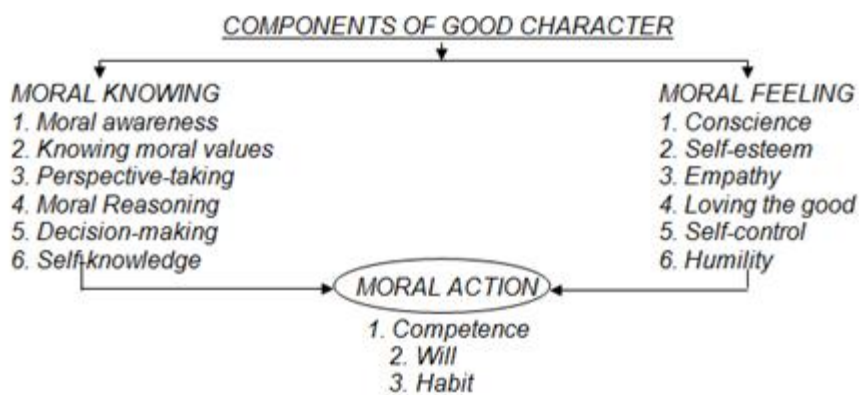 COMPONENTS OF GOOD CHARACTER
MORAL KNOWING
1. Moral awareness
2. Knowing moral values
3. Perspective-taking
4. Moral Reasoning
5. Decision-making
6. Self-knowledge
MORAL FEELING
1. Conscience
2. Self-esteem
3. Empathy
4. Loving the good
5. Self-control
6. Humility
MORAL ACTION
1. Competence
2. Will
3. Habit